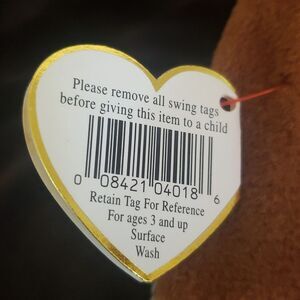 Please remove all swing tags
before giving this item to a child
0 08421 04018 6
Retain Tag For Reference
For ages 3 and up
Surface
Wash